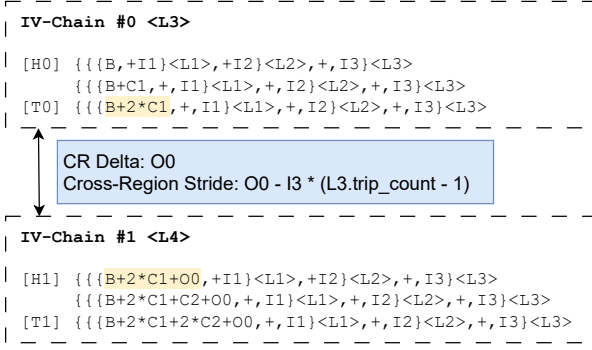 IV-Chain #0 <L3>
[H0] {{{B,+I1}<L1>,+I2}<L2>,+,I3}<L3>
{{{B+C1,+,I1}<L1>,+,I2}<L2>,+,I3}<L3>
[T0] {{{B+2*C1,+,I1}<L1>,+,I2}<L2>,+,I3}<L3>
CR Delta: O0
Cross-Region Stride: O0 - I3 * (L3.trip_count - 1)
IV-Chain #1 <L4>
[H1] {{{B+2*C1+O0,+I1}<L1>,+I2}<L2>,+,I3}<L3>
{{{B+2*C1+C2+O0,+,I1}<L1>,+,I2}<L2>,+,I3}<L3>
[T1] {{{B+2*C1+2*C2+O0,+,I1}<L1>,+,I2}<L2>,+,I3}<L3>